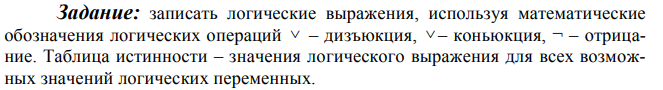 Задание: записать логические выражения, используя математические
обозначения логических операций ˅ – дизъюкция, ˅– коньюкция, ¬ – отрица-
ние. Таблица истинности – значения логического выражения для всех возмож-
ных значений логических переменных.